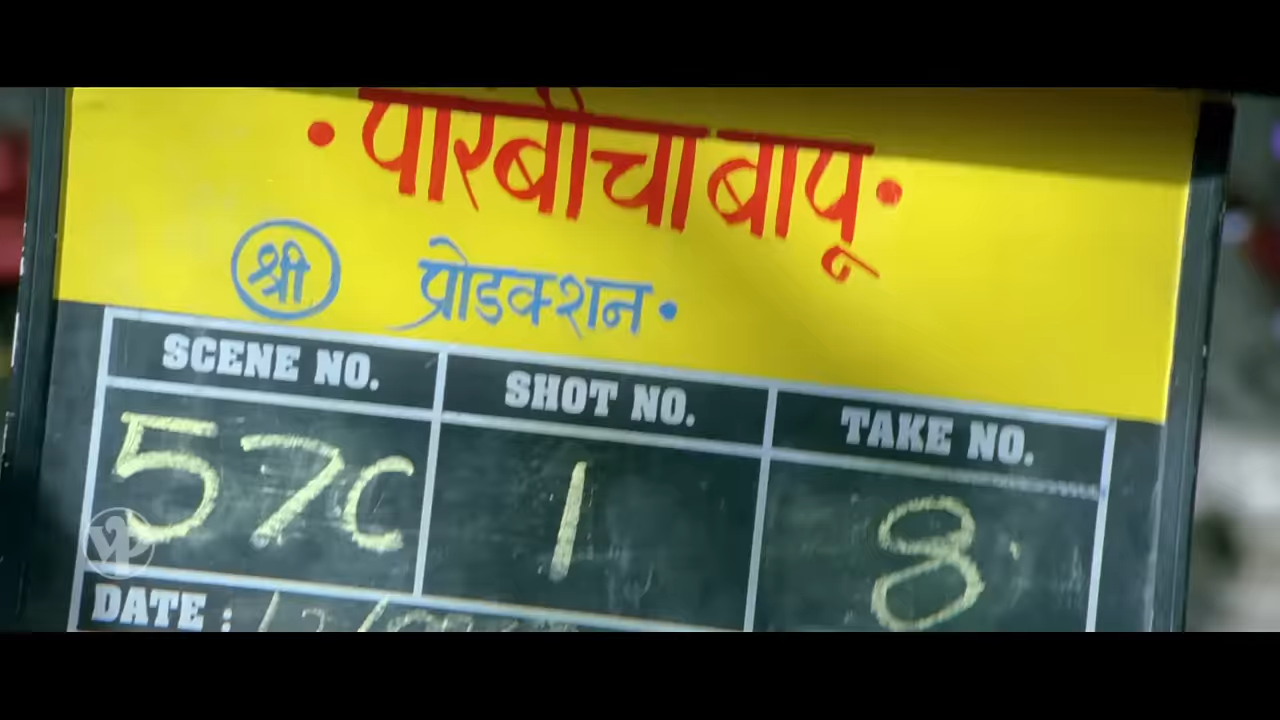 • पारबीचा बापू •
श्री प्रोडक्शन •
SCENE NO. SHOT NO. TAKE NO.
57C 1 8
DATE :